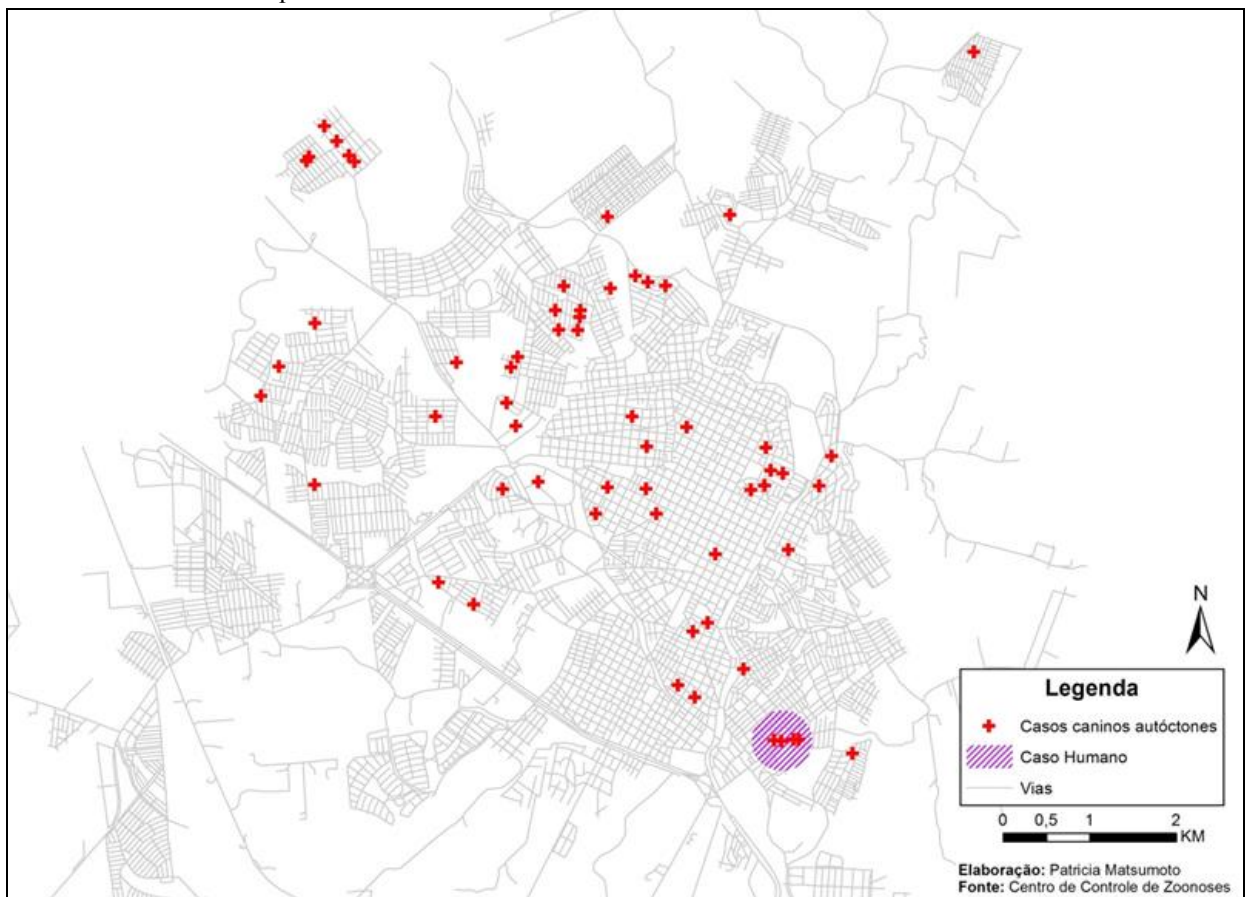 N
Legenda
Casos caninos autóctones
Caso Humano
Vias
0 0,5 1 2
KM
Elaboração: Patricia Matsumoto
Fonte: Centro de Controle de Zoonoses